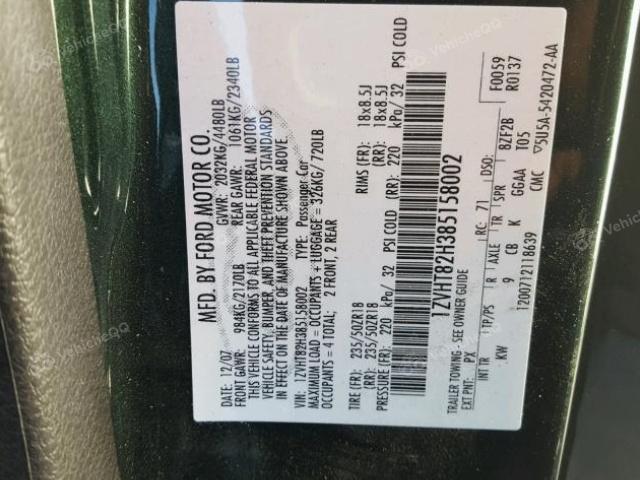 MFD. BY FORD MOTOR CO.
12/07 GVWR: 2032KG/4480LB
FRONT GAWR: 984KG/2170LB REAR GAWR: 1061KG/2340LB
THIS VEHICLE CONFORMS TO ALL APPLICABLE FEDERAL MOTOR
VEHICLE SAFETY, BUMPER, AND THEFT PREVENTION STANDARDS
IN EFFECT ON THE DATE OF MANUFACTURE SHOWN ABOVE.
VIN: 1ZVHT82H385158002 TYPE: Passenger Car
MAXIMUM LOAD = OCCUPANTS + LUGGAGE = 326KG/ 720LB
OCCUPANTS = 4 TOTAL; 2 FRONT, 2 REAR
TIRE (FR): 235/50ZR18 RIMS (FR): 18x8.5J
(RR): 235/50ZR18 (RR): 18x8.5J
PRESSURE (FR): 220 kPa/ 32 PSI COLD (RR): 220 kPa/ 32 PSI COLD
1ZVHT82H385158002
TRAILER TOWING - SEE OWNER GUIDE
EXT PNT: PX RC: 71 DSO: F0059
R0137
INT TR TP/PS R AXLE TR SPR BZF2B
KW 9 CB K GGAA T05
1200712118639 CMC ▽5U5A-5420472-AA
VehicleQQ
VehicleQQ
VehicleQQ